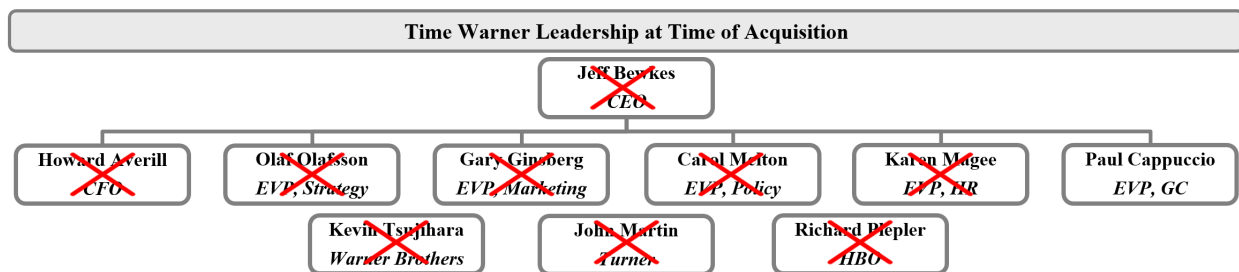 Time Warner Leadership at Time of Acquisition
Jeff Bewkes
CEO
Howard Averill
CFO
Olaf Olafsson
EVP, Strategy
Gary Ginsberg
EVP, Marketing
Carol Melton
EVP, Policy
Karen Magee
EVP, HR
Paul Cappuccio
EVP, GC
Kevin Tsujihara
Warner Brothers
John Martin
Turner
Richard Plepler
HBO